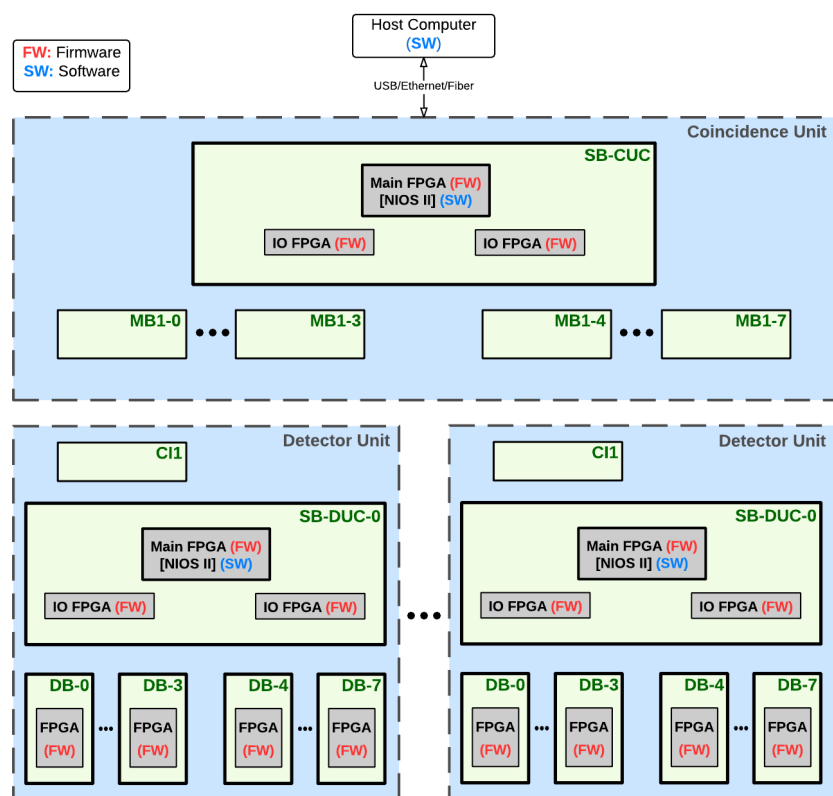 Host Computer
(SW)
FW: Firmware
SW: Software
USB/Ethernet/Fiber
Coincidence Unit
SB-CUC
Main FPGA (FW)
[NIOS II] (SW)
IO FPGA (FW)
IO FPGA (FW)
MB1-0
MB1-3
MB1-4
MB1-7
Detector Unit
CI1
SB-DUC-0
Main FPGA (FW)
[NIOS II] (SW)
IO FPGA (FW)
IO FPGA (FW)
DB-0
DB-3
DB-4
DB-7
FPGA
(FW)
FPGA
(FW)
FPGA
(FW)
FPGA
(FW)
Detector Unit
CI1
SB-DUC-0
Main FPGA (FW)
[NIOS II] (SW)
IO FPGA (FW)
IO FPGA (FW)
DB-0
DB-3
DB-4
DB-7
FPGA
(FW)
FPGA
(FW)
FPGA
(FW)
FPGA
(FW)